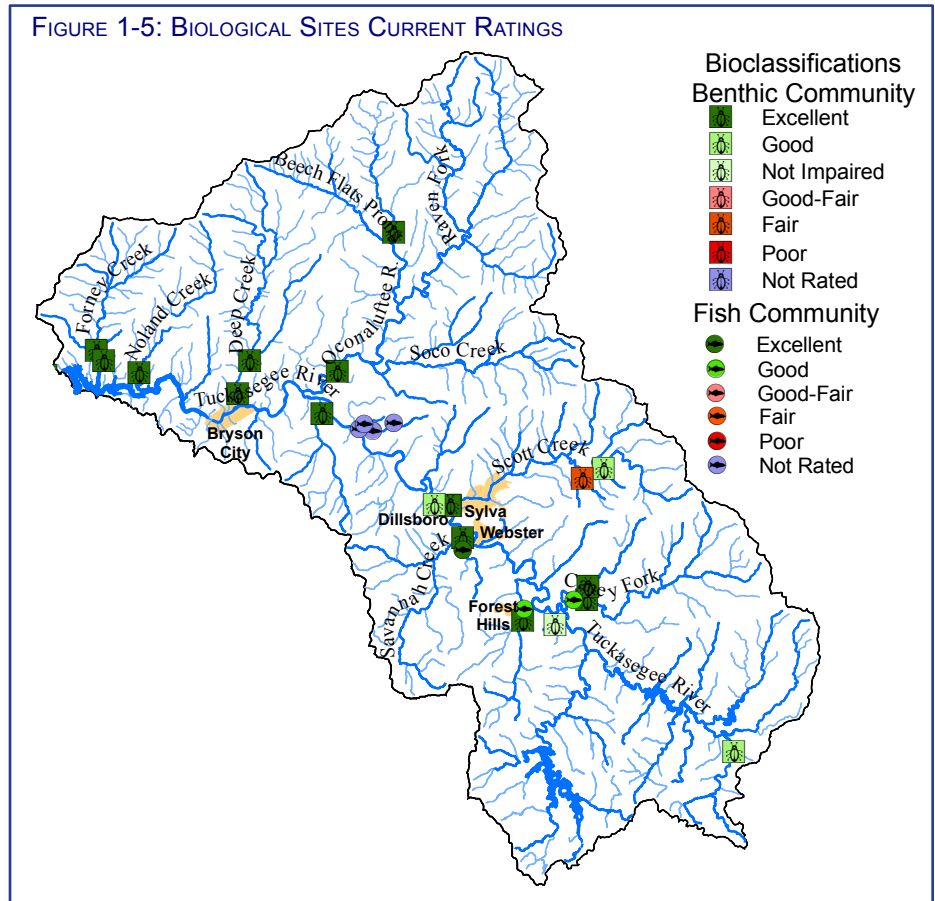 FIGURE 1-5: BIOLOGICAL SITES CURRENT RATINGS
Bioclassifications
Benthic Community
Excellent
Good
Not Impaired
Good-Fair
Fair
Poor
Not Rated
Fish Community
Excellent
Good
Good-Fair
Fair
Poor
Not Rated
Beech Flats Prong
Raven Fork
Forney Creek
Noland Creek
Deep Creek
Oconaluftee R.
Soco Creek
Tuckasegee River
Bryson
City
Scott Creek
Dillsboro
Sylva
Webster
Savannah Creek
Caney Fork
Forest
Hills
Tuckasegee River